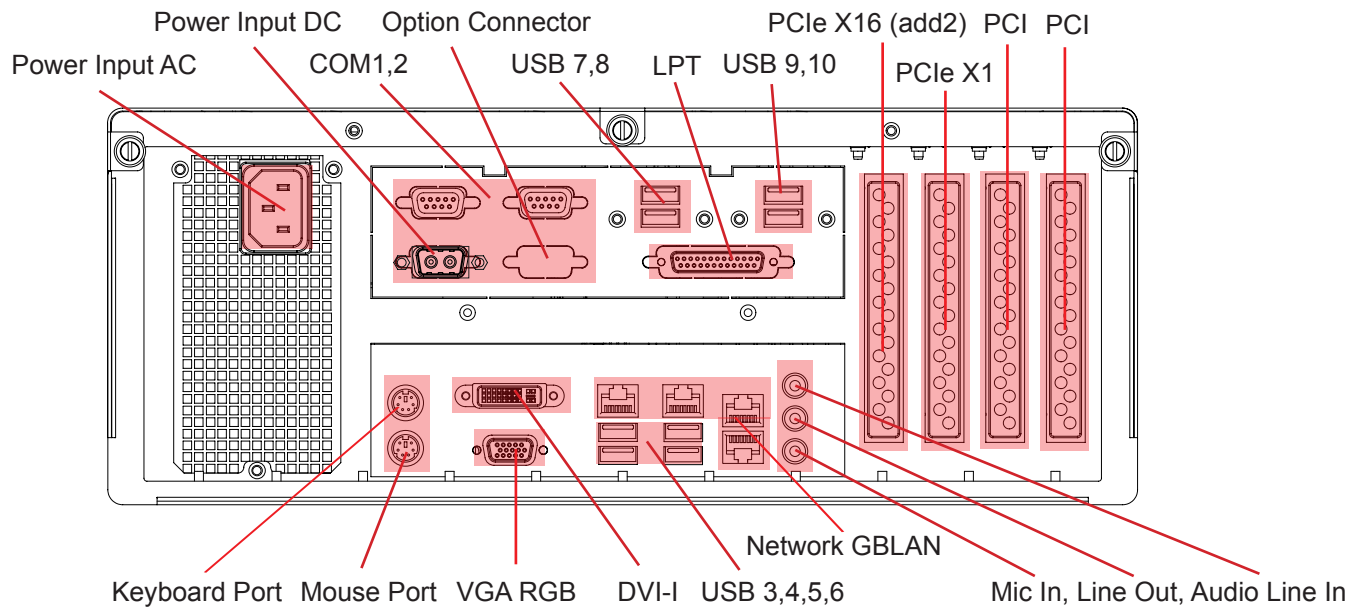 Power Input DC Option Connector PCIe X16 (add2) PCI PCI
Power Input AC COM1,2 USB 7,8 LPT USB 9,10 PCIe X1
Network GBLAN
Keyboard Port Mouse Port VGA RGB DVI-I USB 3,4,5,6 Mic In, Line Out, Audio Line In